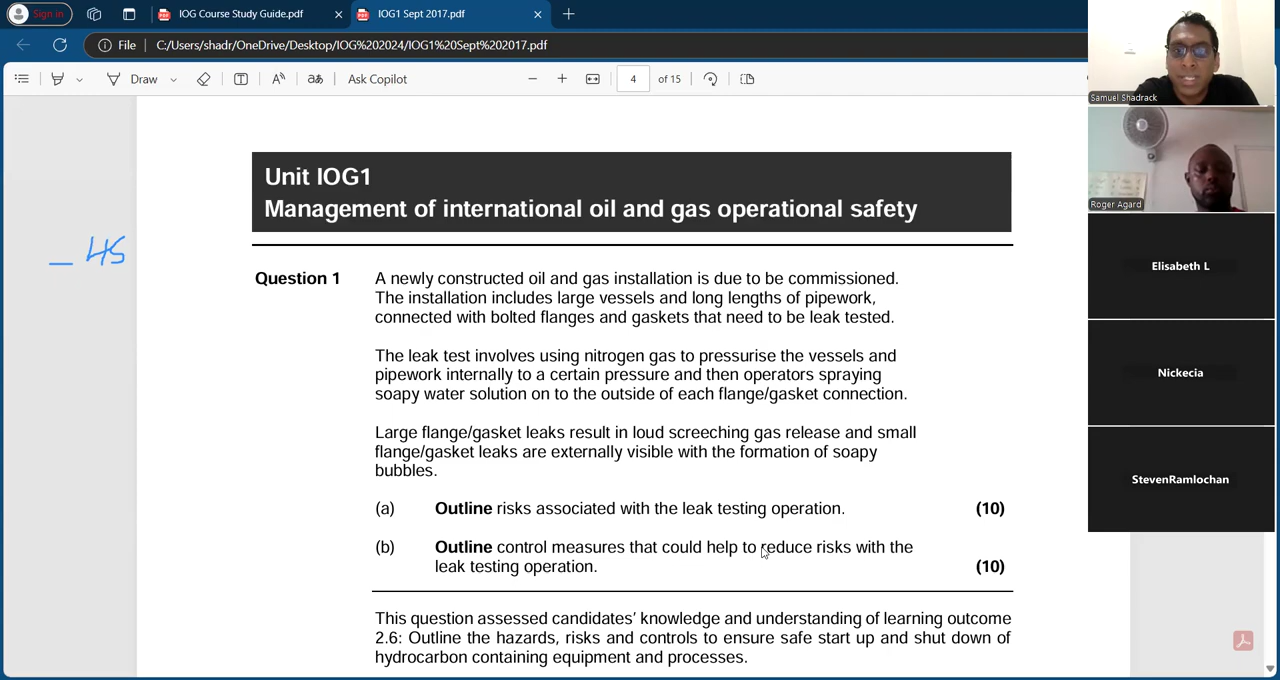 Sign in
IOG Course Study Guide.pdf
IOG1 Sept 2017.pdf
File
C:/Users/shadr/OneDrive/Desktop/IOG%202024/IOG1%20Sept%202017.pdf
Draw
Ask Copilot
4 of 15
45
Unit IOG1
Management of international oil and gas operational safety
Question 1 A newly constructed oil and gas installation is due to be commissioned.
The installation includes large vessels and long lengths of pipework,
connected with bolted flanges and gaskets that need to be leak tested.
The leak test involves using nitrogen gas to pressurise the vessels and
pipework internally to a certain pressure and then operators spraying
soapy water solution on to the outside of each flange/gasket connection.
Large flange/gasket leaks result in loud screeching gas release and small
flange/gasket leaks are externally visible with the formation of soapy
bubbles.
(a) Outline risks associated with the leak testing operation. (10)
(b) Outline control measures that could help to reduce risks with the
leak testing operation. (10)
This question assessed candidates' knowledge and understanding of learning outcome
2.6: Outline the hazards, risks and controls to ensure safe start up and shut down of
hydrocarbon containing equipment and processes.
Samuel Shadrack
Roger Agard
Elisabeth L
Nickecia
StevenRamlochan